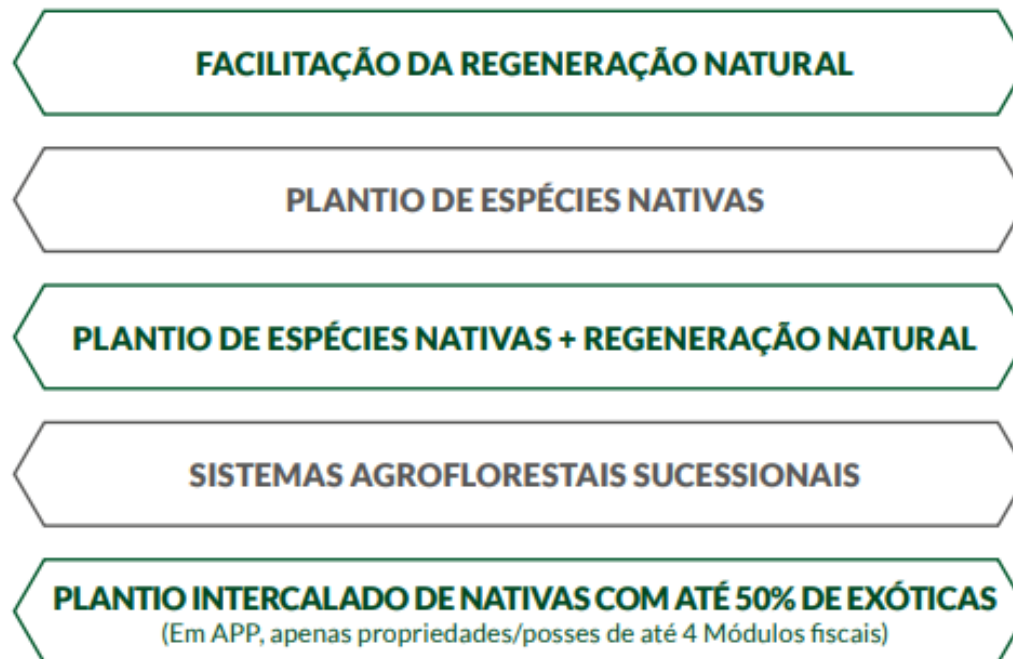 FACILITAÇÃO DA REGENERAÇÃO NATURAL
PLANTIO DE ESPÉCIES NATIVAS
PLANTIO DE ESPÉCIES NATIVAS + REGENERAÇÃO NATURAL
SISTEMAS AGROFLORESTAIS SUCESSIONAIS
PLANTIO INTERCALADO DE NATIVAS COM ATÉ 50% DE EXÓTICAS
(Em APP, apenas propriedades/posses de até 4 Módulos fiscais)